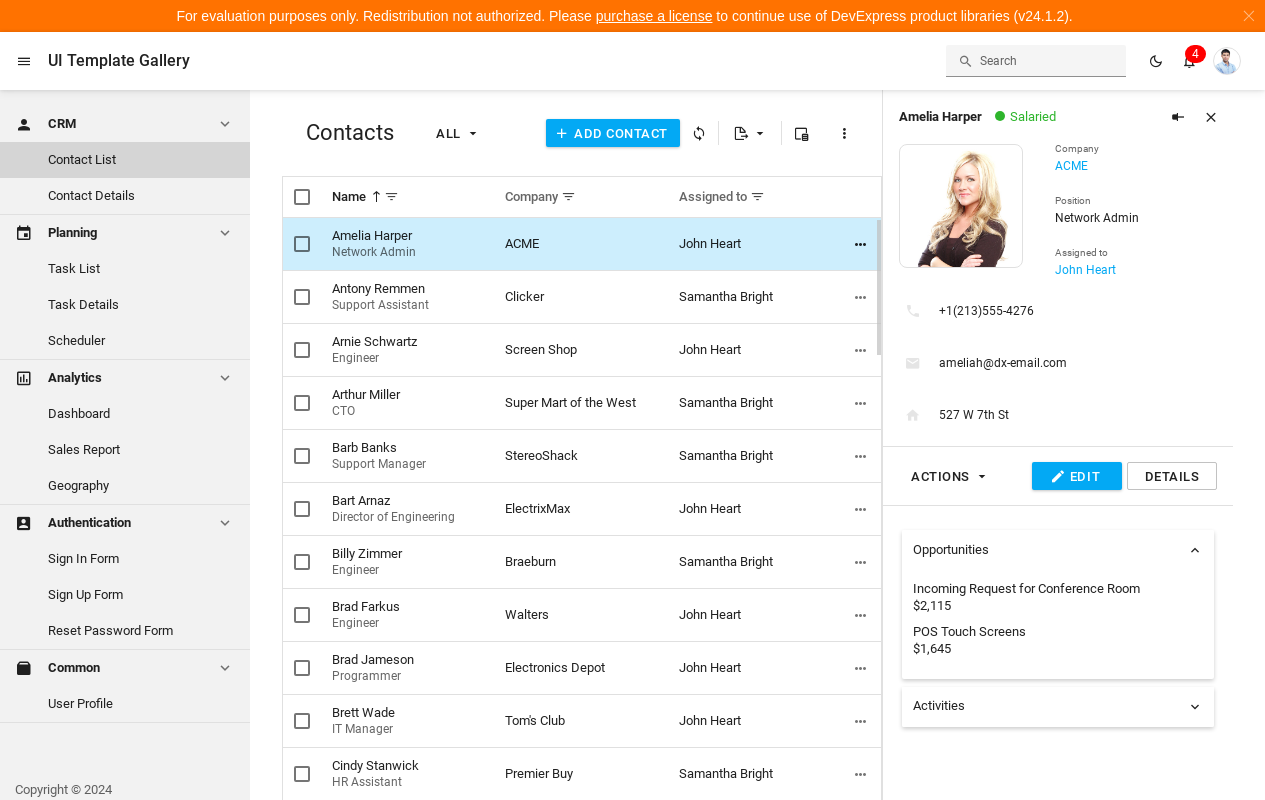 For evaluation purposes only. Redistribution not authorized. Please purchase a license to continue use of DevExpress product libraries (v24.1.2).
UI Template Gallery
Search
4
CRM
Contact List
Contact Details
Planning
Task List
Task Details
Scheduler
Analytics
Dashboard
Sales Report
Geography
Authentication
Sign In Form
Sign Up Form
Reset Password Form
Common
User Profile
Copyright © 2024
Contacts
ALL
ADD CONTACT
Name
Company
Assigned to
Amelia Harper
Network Admin
ACME
John Heart
Antony Remmen
Support Assistant
Clicker
Samantha Bright
Arnie Schwartz
Engineer
Screen Shop
John Heart
Arthur Miller
CTO
Super Mart of the West
Samantha Bright
Barb Banks
Support Manager
StereoShack
Samantha Bright
Bart Arnaz
Director of Engineering
ElectrixMax
John Heart
Billy Zimmer
Engineer
Braeburn
Samantha Bright
Brad Farkus
Engineer
Walters
John Heart
Brad Jameson
Programmer
Electronics Depot
John Heart
Brett Wade
IT Manager
Tom's Club
John Heart
Cindy Stanwick
HR Assistant
Premier Buy
Samantha Bright
Amelia Harper
Salaried
Company
ACME
Position
Network Admin
Assigned to
John Heart
+1(213)555-4276
ameliah@dx-email.com
527 W 7th St
ACTIONS
EDIT
DETAILS
Opportunities
Incoming Request for Conference Room
$2,115
POS Touch Screens
$1,645
Activities